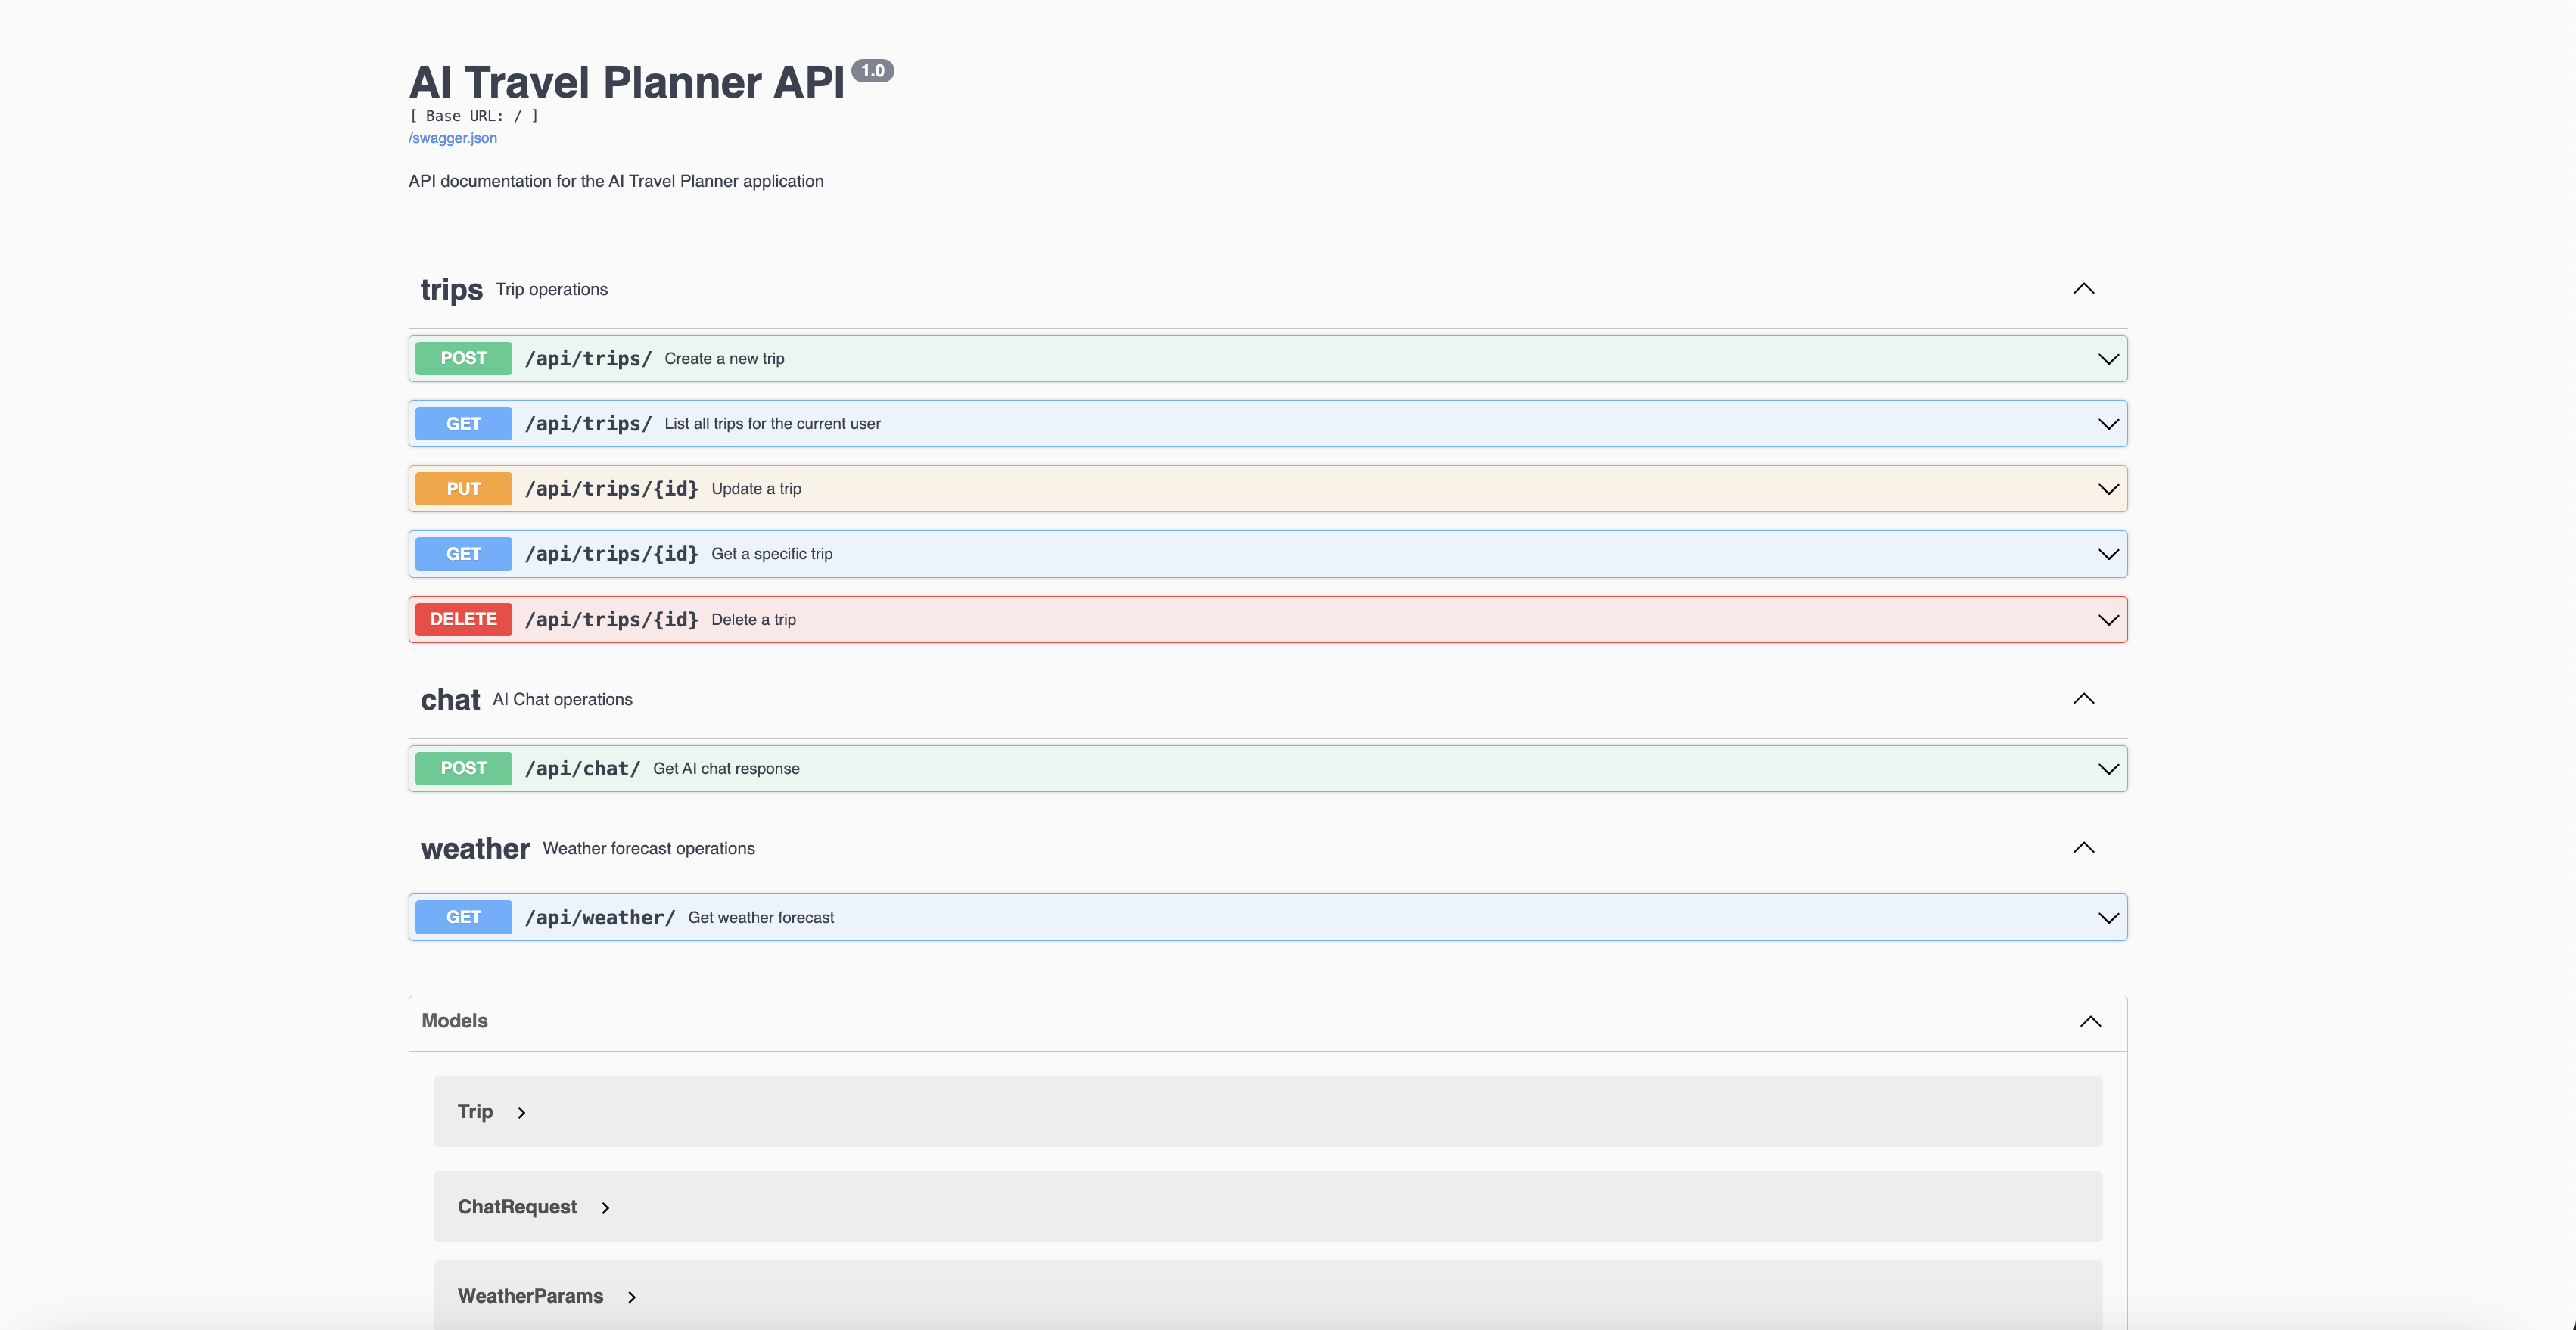 AI Travel Planner API 1.0
[ Base URL: / ]
/swagger.json
API documentation for the AI Travel Planner application
trips Trip operations
POST /api/trips/ Create a new trip
GET /api/trips/ List all trips for the current user
PUT /api/trips/{id} Update a trip
GET /api/trips/{id} Get a specific trip
DELETE /api/trips/{id} Delete a trip
chat AI Chat operations
POST /api/chat/ Get AI chat response
weather Weather forecast operations
GET /api/weather/ Get weather forecast
Models
Trip
ChatRequest
WeatherParams